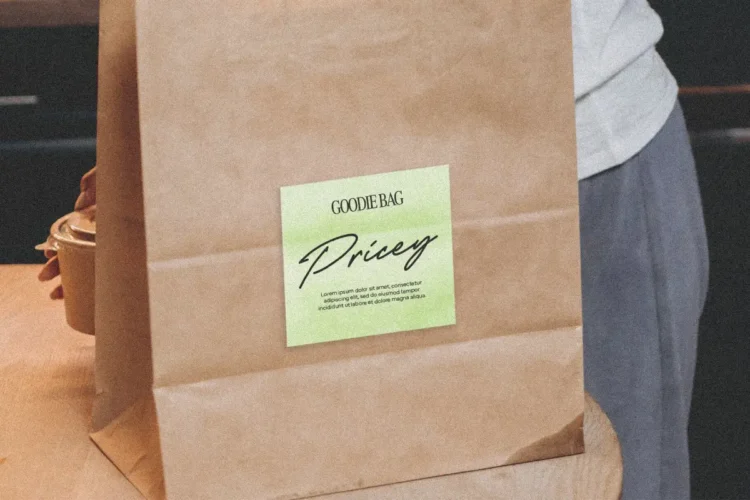 GOODIE BAG
Pricey
Lorem ipsum dolor sit amet, consectetur
adipiscing elit, sed do eiusmod tempor
incididunt ut labore et dolore magna aliqua